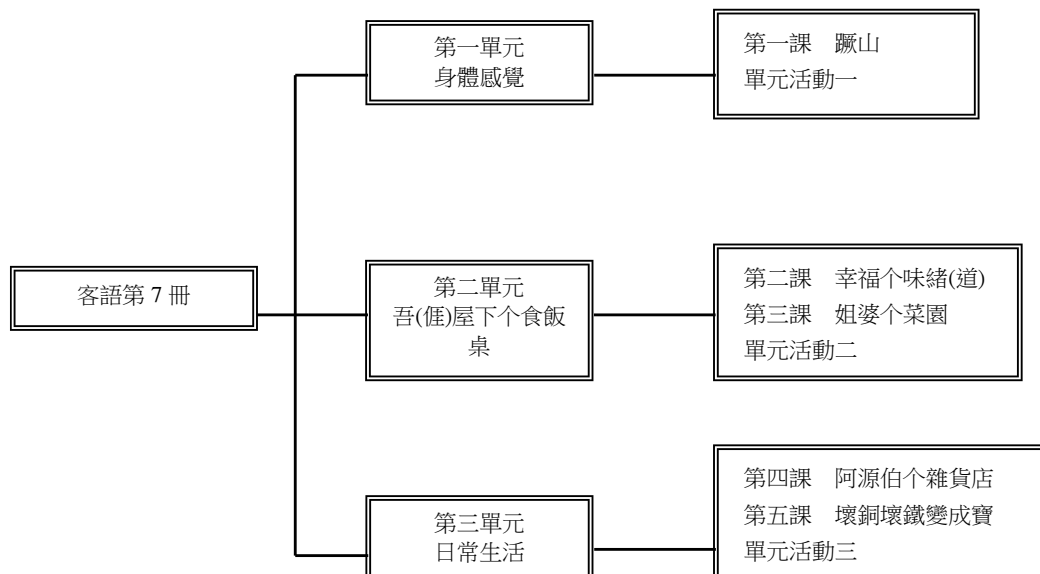 客語第 7 冊
第一單元
身體感覺
第一課　蹶山
單元活動一
第二單元
吾(𠊎)屋下个食飯
桌
第二課　幸福个味緒(道)
第三課　姐婆个菜園
單元活動二
第三單元
日常生活
第四課　阿源伯个雜貨店
第五課　壞銅壞鐵變成寶
單元活動三